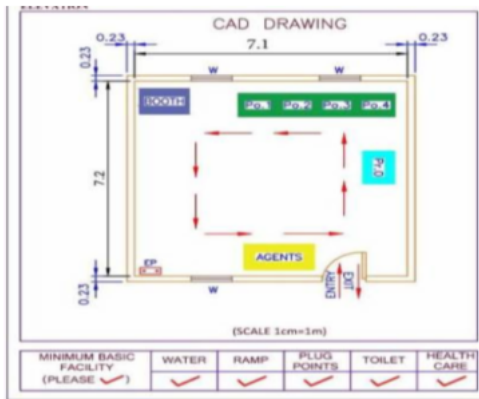 ELEVATION
CAD DRAWING
0.23
7.1
0.23
0.23
W
W
BOOTH
Po.1 Po.2 Po.3 Po.4
Pr.O
7.2
EP
AGENTS
0.23
W
ENTRY
EXIT
(SCALE 1cm=1m)
MINIMUM BASIC
FACILITY
(PLEASE ✓)
WATER
RAMP
PLUG
POINTS
TOILET
HEALTH
CARE